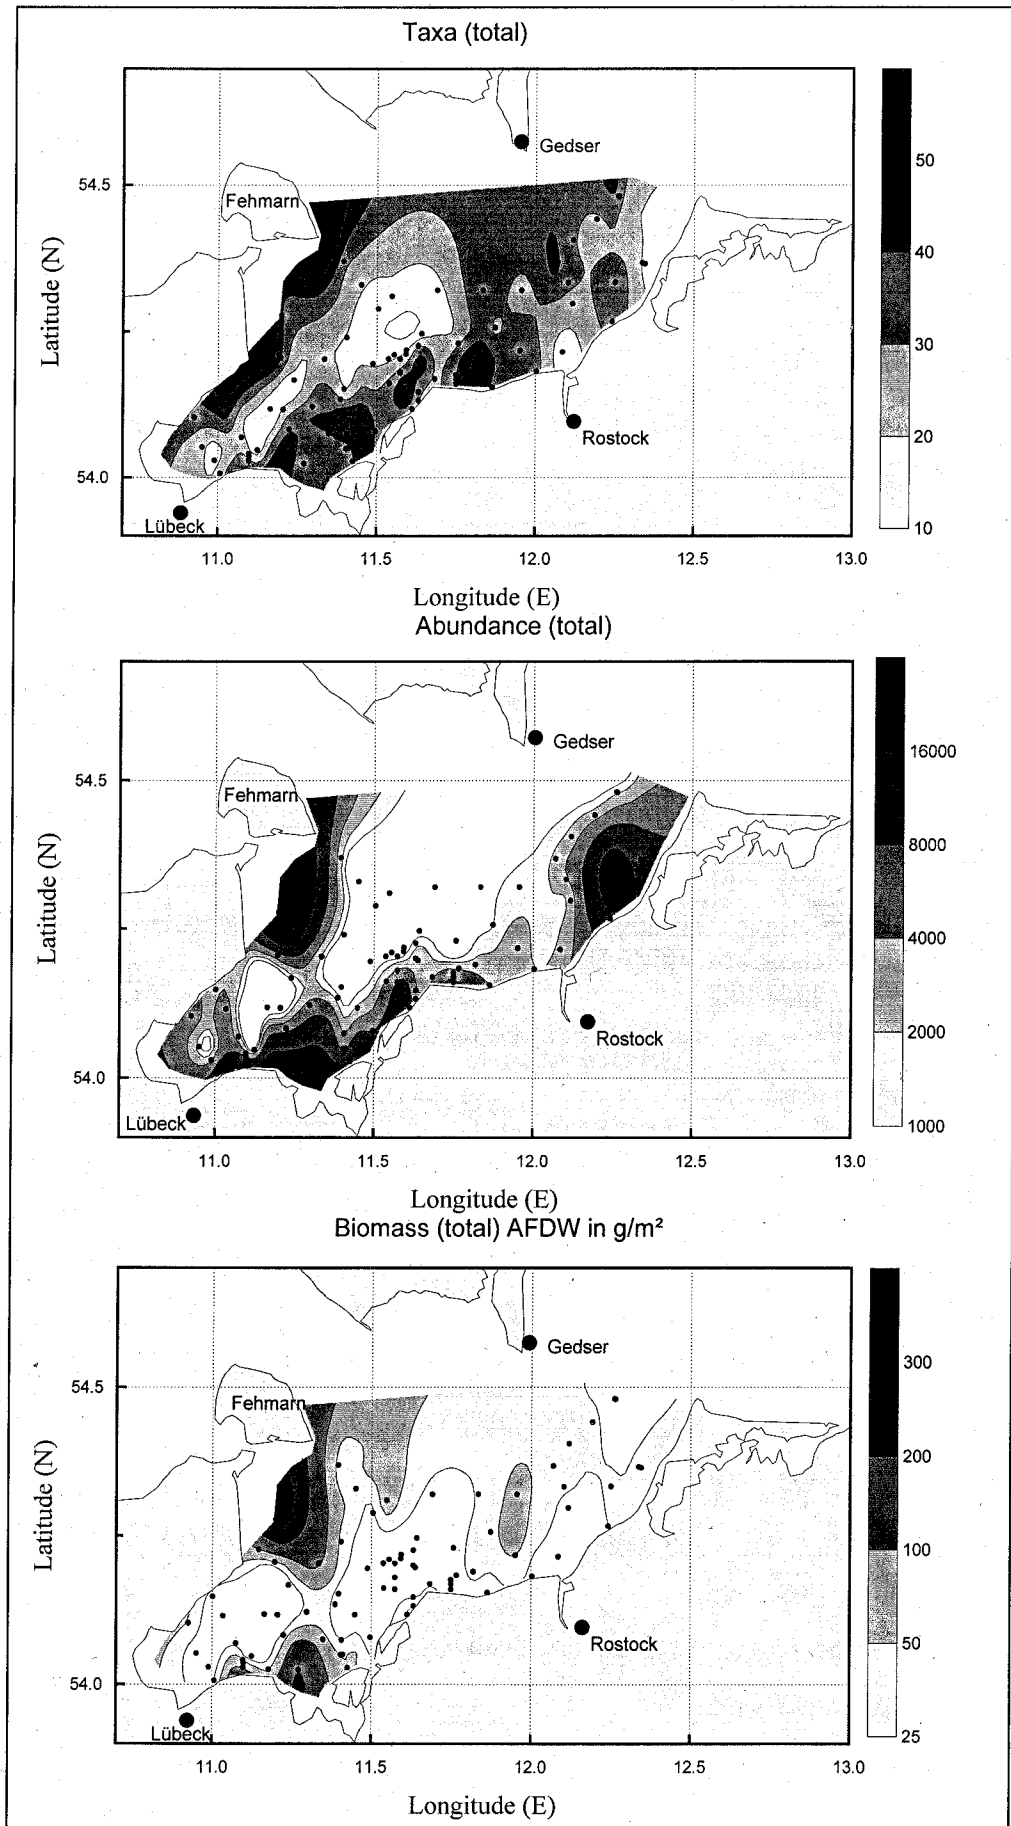 Taxa (total)
Gedser
50
54.5
Fehmarn
Latitude (N)
40
30
Rostock
20
54.0
Lübeck
10
11.0 11.5 12.0 12.5 13.0
Longitude (E)
Abundance (total)
Gedser
16000
54.5
Fehmarn
Latitude (N)
8000
4000
Rostock
2000
54.0
Lübeck
1000
11.0 11.5 12.0 12.5 13.0
Longitude (E)
Biomass (total) AFDW in g/m²
Gedser
300
54.5
Fehmarn
Latitude (N)
200
100
Rostock
50
54.0
Lübeck
25
11.0 11.5 12.0 12.5 13.0
Longitude (E)